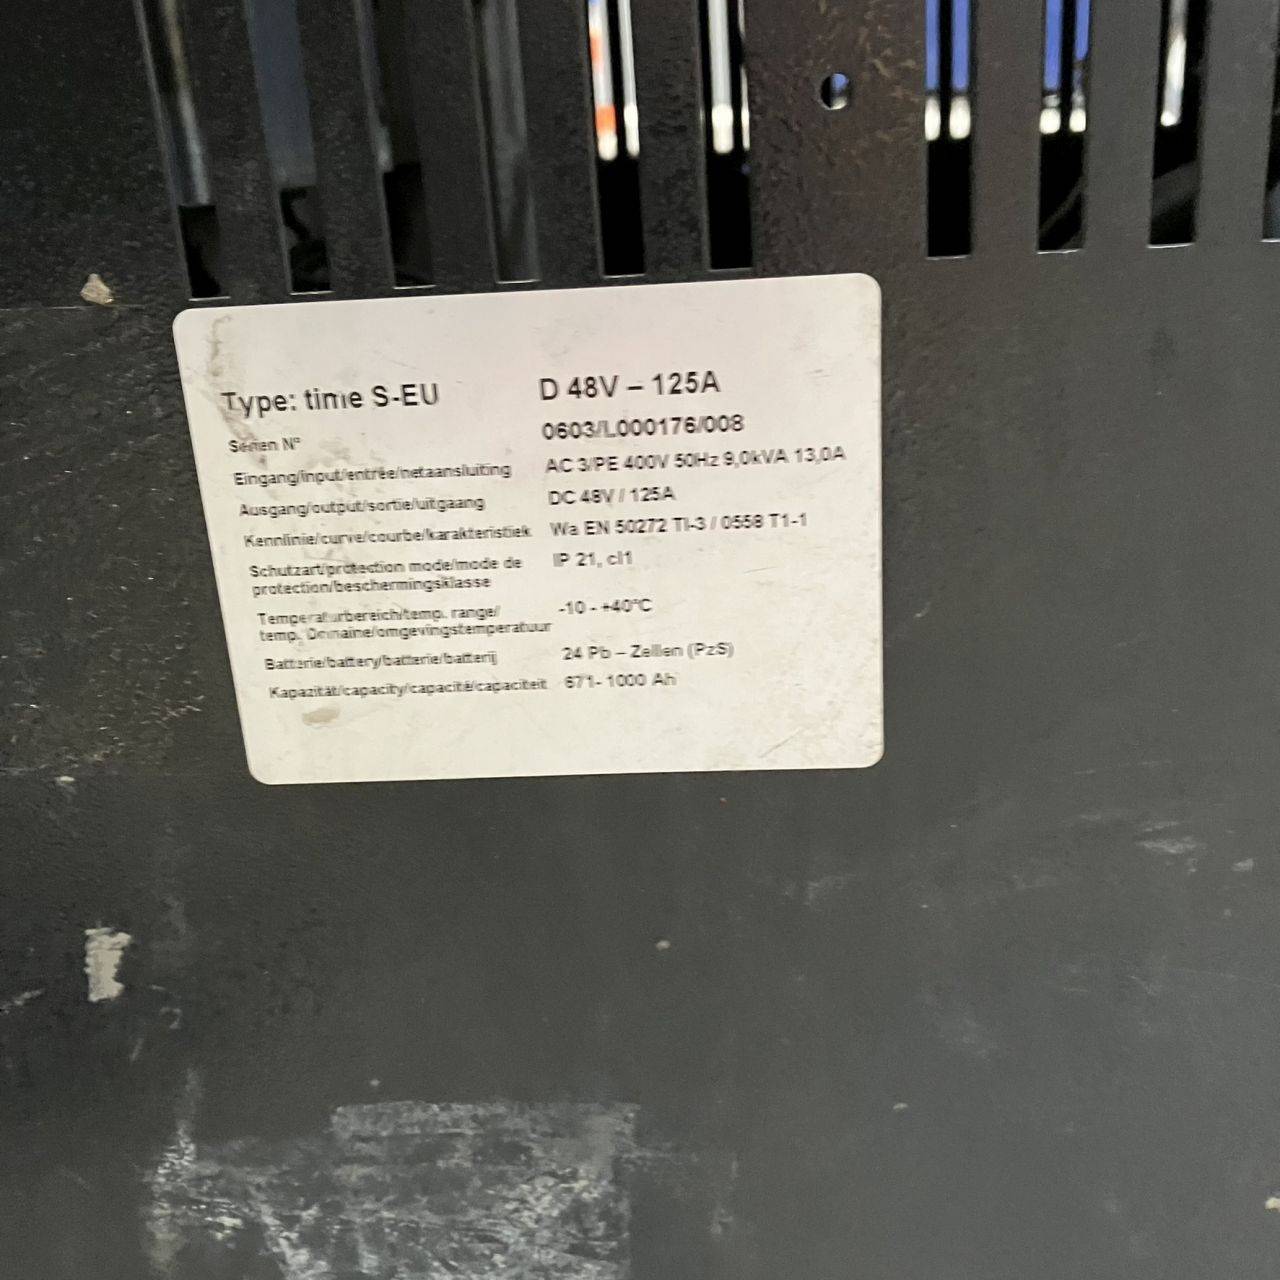 Type: time S-EU D 48V – 125A
Serien N° 0603/L000176/008
Eingang/input/entrée/netaansluiting AC 3/PE 400V 50Hz 9,0kVA 13,0A
Ausgang/output/sortie/uitgaang DC 48V / 125A
Kennlinie/curve/courbe/karakteristiek Wa EN 50272 TI-3 / 0558 T1-1
Schutzart/protection mode/mode de IP 21, cl1
protection/beschermingsklasse
Temperaturbereich/temp. range/ -10 - +40°C
temp. Domaine/omgevingstemperatuur
Batterie/battery/batterie/batterij 24 Pb – Zellen (PzS)
Kapazität/capacity/capacité/capaciteit 671- 1000 Ah